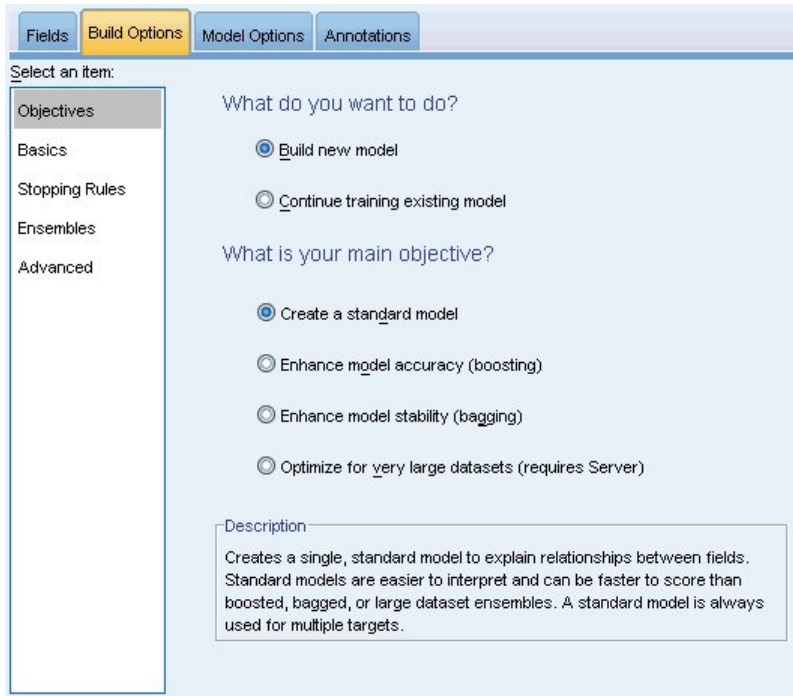 Fields
Build Options
Model Options
Annotations
Select an item:
Objectives
Basics
Stopping Rules
Ensembles
Advanced
What do you want to do?
Build new model
Continue training existing model
What is your main objective?
Create a standard model
Enhance model accuracy (boosting)
Enhance model stability (bagging)
Optimize for very large datasets (requires Server)
Description
Creates a single, standard model to explain relationships between fields.
Standard models are easier to interpret and can be faster to score than
boosted, bagged, or large dataset ensembles. A standard model is always
used for multiple targets.